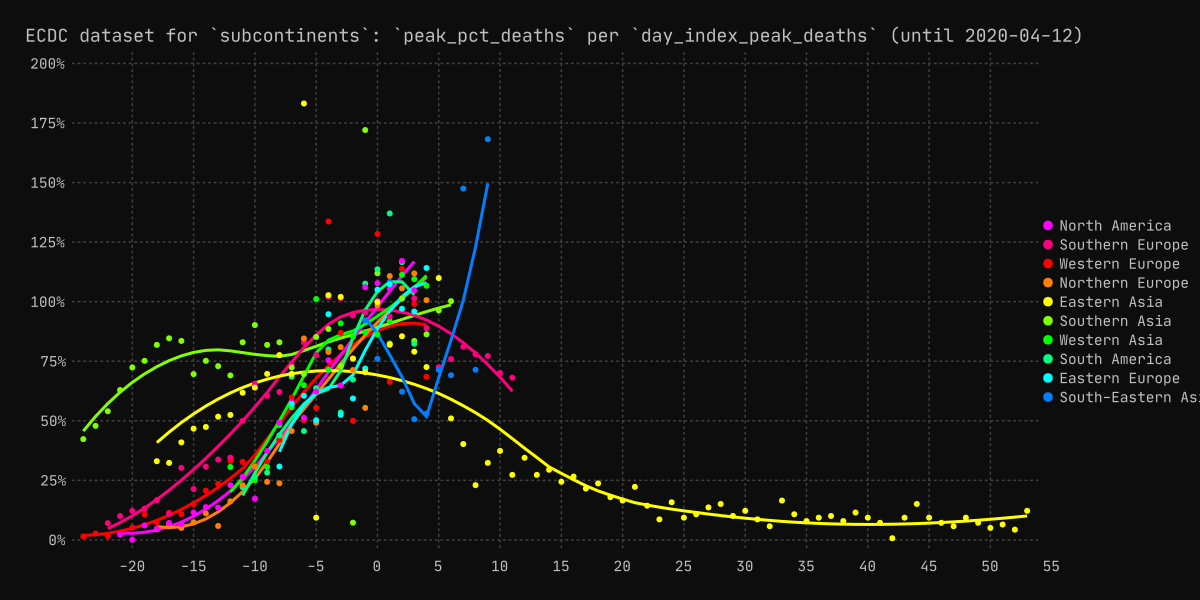 ECDC dataset for `subcontinents`: `peak_pct_deaths` per `day_index_peak_deaths` (until 2020-04-12)
200%
175%
150%
125%
100%
75%
50%
25%
0%
-20 -15 -10 -5 0 5 10 15 20 25 30 35 40 45 50 55
North America
Southern Europe
Western Europe
Northern Europe
Eastern Asia
Southern Asia
Western Asia
South America
Eastern Europe
South-Eastern Asi